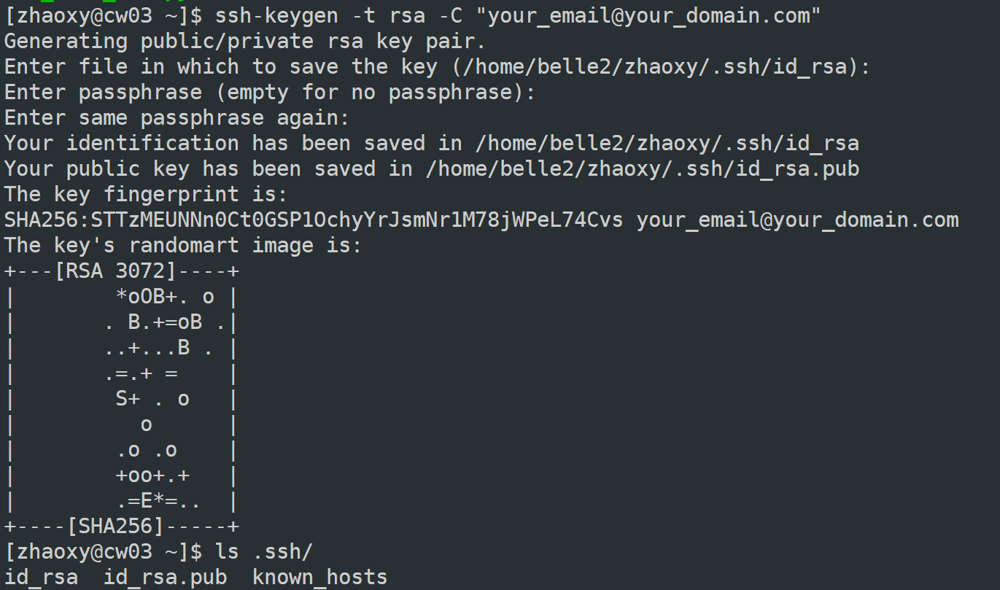 [zhaoxy@cw03 ~]$ ssh-keygen -t rsa -C "your_email@your_domain.com"
Generating public/private rsa key pair.
Enter file in which to save the key (/home/belle2/zhaoxy/.ssh/id_rsa):
Enter passphrase (empty for no passphrase):
Enter same passphrase again:
Your identification has been saved in /home/belle2/zhaoxy/.ssh/id_rsa
Your public key has been saved in /home/belle2/zhaoxy/.ssh/id_rsa.pub
The key fingerprint is:
SHA256:STTzMEUNNn0Ct0GSP1OchyYrJsmNr1M78jWPeL74Cvs your_email@your_domain.com
The key's randomart image is:
+---[RSA 3072]----+
|        *oOB+. o |
|       . B.+=oB .|
|       ..+...B . |
|       .=.+ =    |
|        S+ . o   |
|          o      |
|        .o .o    |
|        +oo+.+   |
|        .=E*=..  |
+----[SHA256]-----+
[zhaoxy@cw03 ~]$ ls .ssh/
id_rsa  id_rsa.pub  known_hosts